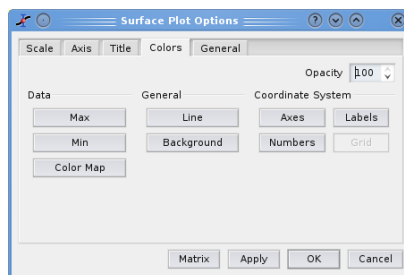 Surface Plot Options
Scale Axis Title Colors General
Opacity 100
Data General Coordinate System
Max Line Axes Labels
Min Background Numbers Grid
Color Map
Matrix Apply OK Cancel